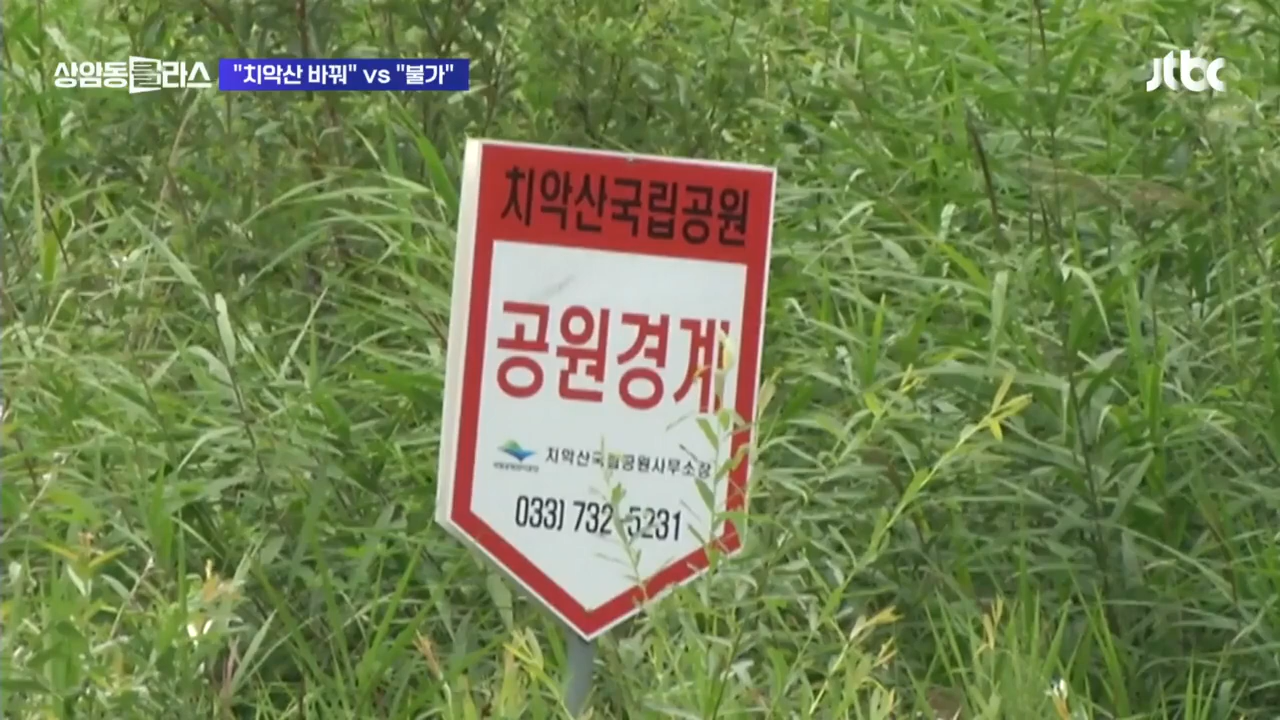 상암동클라스 "치악산 바꿔" vs "불가"
jtbc
치악산국립공원
공원경계
치악산국립공원사무소장
033) 732-5231